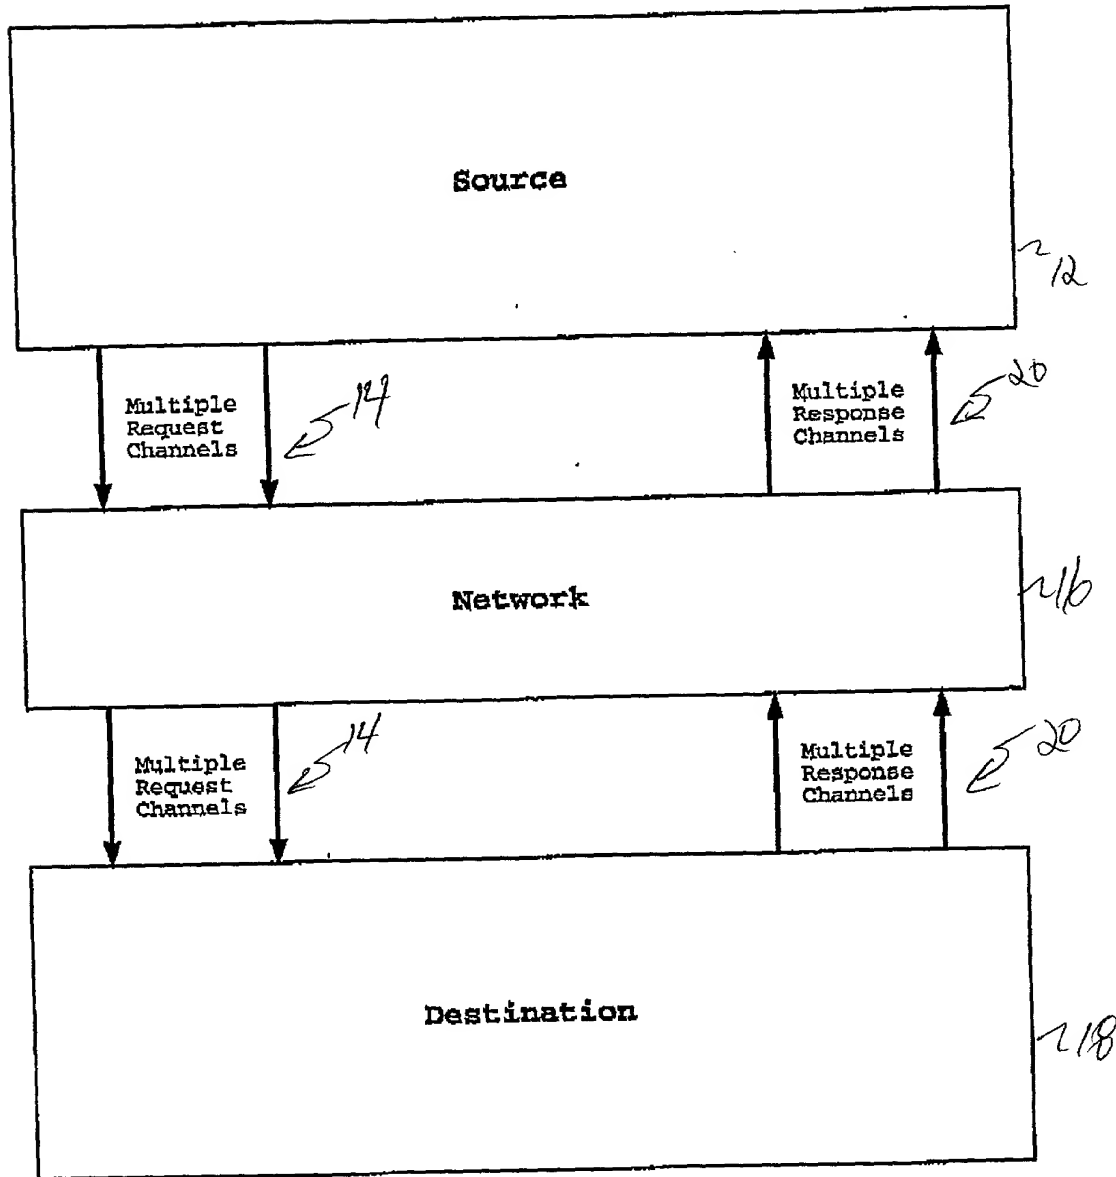 Source
12
Multiple
Request
Channels
14
Multiple
Response
Channels
20
Network
16
Multiple
Request
Channels
14
Multiple
Response
Channels
20
Destination
18